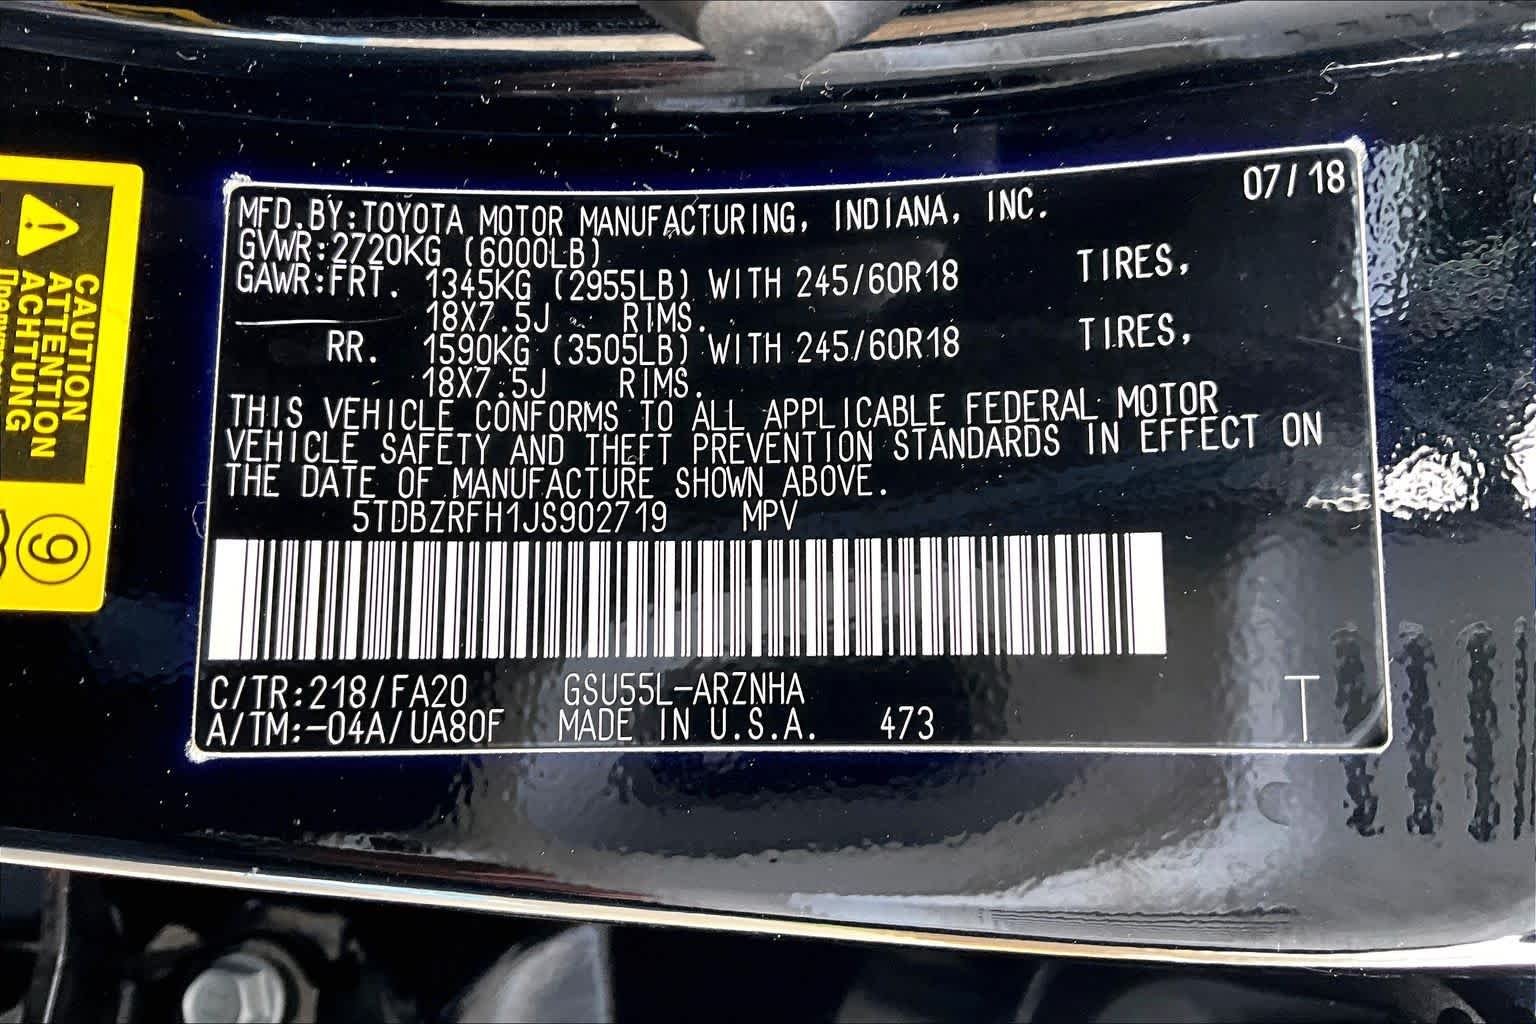 07/18
MFD.BY:TOYOTA MOTOR MANUFACTURING, INDIANA, INC.
GVWR:2720KG (6000LB)
GAWR:FRT. 1345KG (2955LB) WITH 245/60R18 TIRES,
18X7.5J RIMS.
RR. 1590KG (3505LB) WITH 245/60R18 TIRES,
18X7.5J RIMS.
THIS VEHICLE CONFORMS TO ALL APPLICABLE FEDERAL MOTOR
VEHICLE SAFETY AND THEFT PREVENTION STANDARDS IN EFFECT ON
THE DATE OF MANUFACTURE SHOWN ABOVE.
5TDBZRFH1JS902719 MPV
C/TR:218/FA20 GSU55L-ARZNHA
A/TM:-04A/UA80F MADE IN U.S.A. 473
T
CAUTION
ATTENTION
ACHTUNG
9